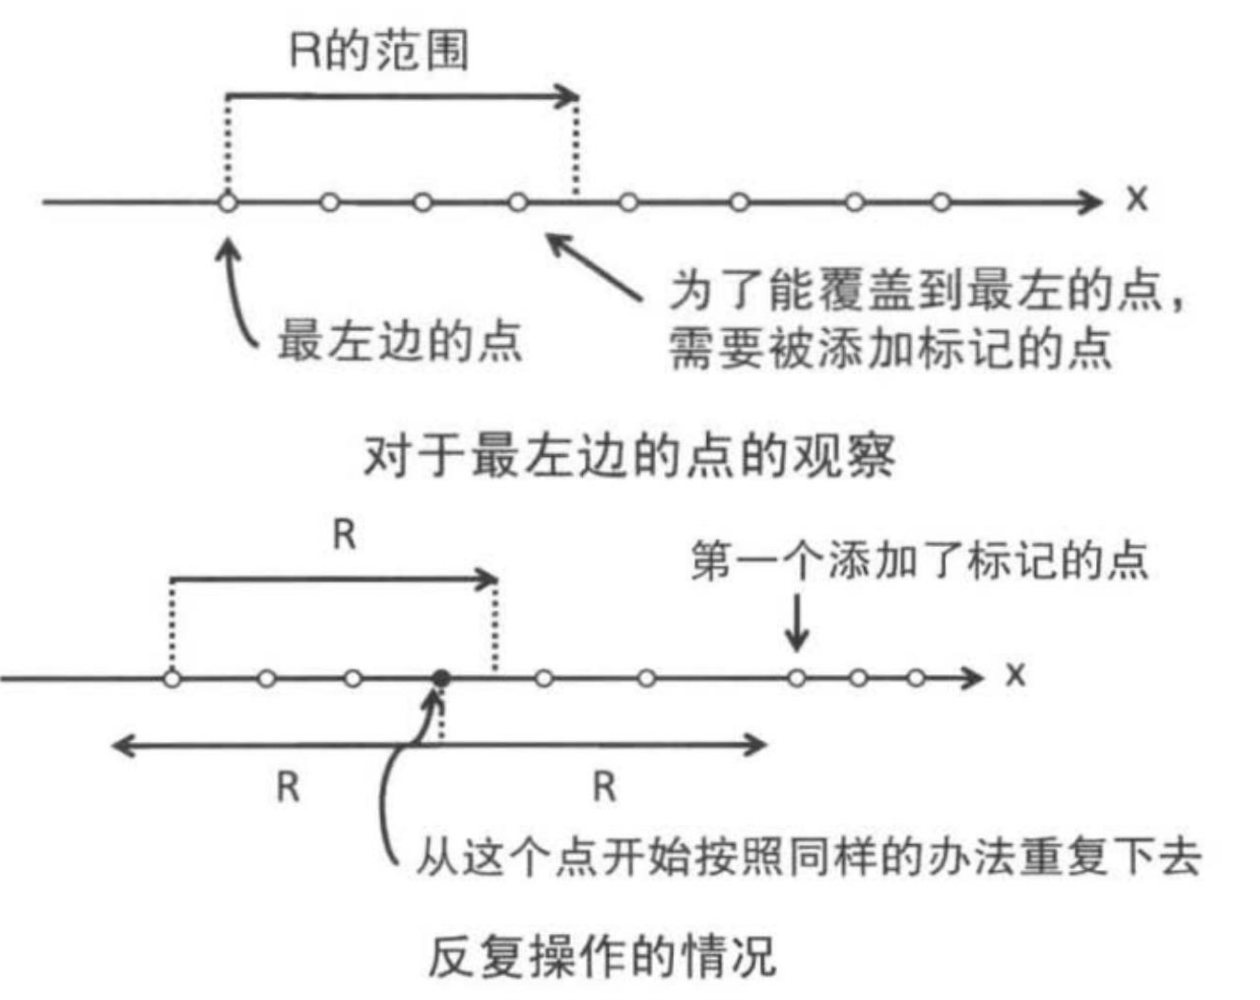 R的范围
x
为了能覆盖到最左的点，
需要被添加标记的点
最左边的点
对于最左边的点的观察
R
第一个添加了标记的点
x
R
R
从这个点开始按照同样的办法重复下去
反复操作的情况